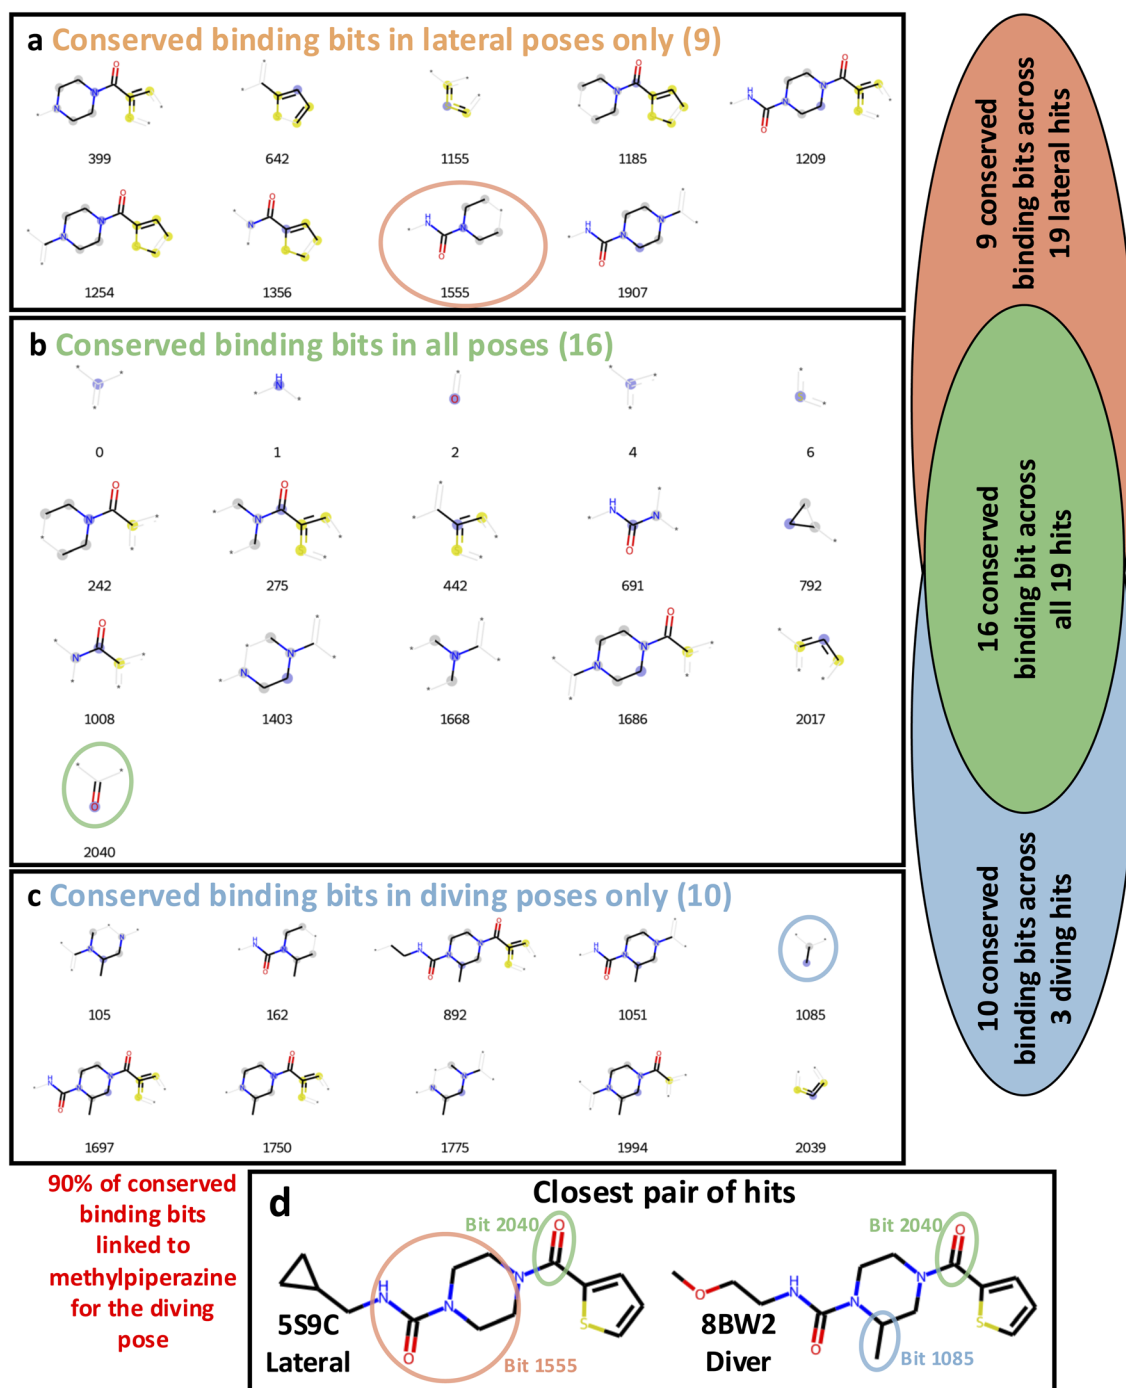 a Conserved binding bits in lateral poses only (9)
399 642 1155 1185 1209
1254 1356 1555 1907
b Conserved binding bits in all poses (16)
0 1 2 4 6
242 275 442 691 792
1008 1403 1668 1686 2017
2040
c Conserved binding bits in diving poses only (10)
105 162 892 1051 1085
1697 1750 1775 1994 2039
9 conserved
binding bits across
19 lateral hits
16 conserved
binding bit across
all 19 hits
10 conserved
binding bits across
3 diving hits
90% of conserved
binding bits
linked to
methylpiperazine
for the diving
pose
d Closest pair of hits
Bit 2040
O
H
N
N
N
O
S
5S9C
Lateral
Bit 1555
Bit 2040
O
O
H
N
N
N
O
S
8BW2
Diver
Bit 1085